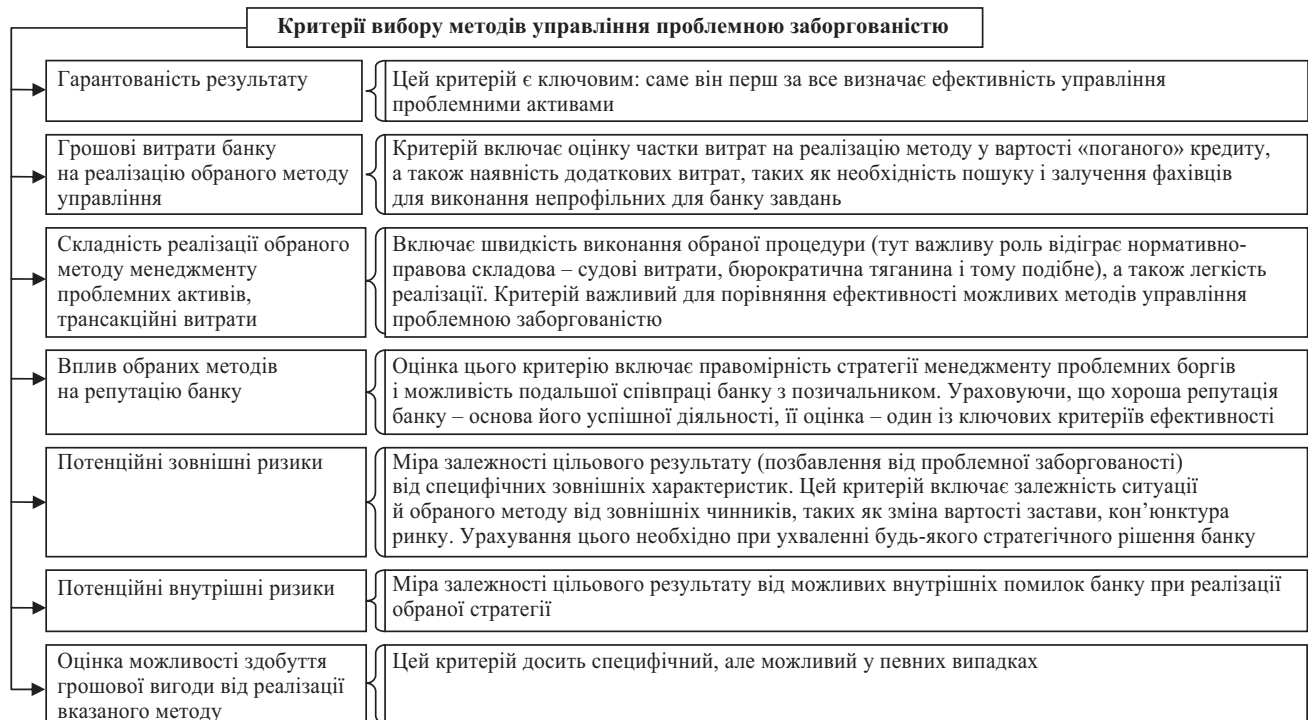 Критерії вибору методів управління проблемною заборгованістю
Гарантованість результату
Цей критерій є ключовим: саме він перш за все визначає ефективність управління
проблемними активами
Грошові витрати банку
на реалізацію обраного методу
управління
Критерій включає оцінку частки витрат на реалізацію методу у вартості «поганого» кредиту,
а також наявність додаткових витрат, таких як необхідність пошуку і залучення фахівців
для виконання непрофільних для банку завдань
Складність реалізації обраного
методу менеджменту
проблемних активів,
трансакційні витрати
Включає швидкість виконання обраної процедури (тут важливу роль відіграє нормативно-
правова складова – судові витрати, бюрократична тяганина і тому подібне), а також легкість
реалізації. Критерій важливий для порівняння ефективності можливих методів управління
проблемною заборгованістю
Вплив обраних методів
на репутацію банку
Оцінка цього критерію включає правомірність стратегії менеджменту проблемних боргів
і можливість подальшої співпраці банку з позичальником. Ураховуючи, що хороша репутація
банку – основа його успішної діяльності, її оцінка – один із ключових критеріїв ефективності
Потенційні зовнішні ризики
Міра залежності цільового результату (позбавлення від проблемної заборгованості)
від специфічних зовнішніх характеристик. Цей критерій включає залежність ситуації
й обраного методу від зовнішніх чинників, таких як зміна вартості застави, кон’юнктура
ринку. Урахування цього необхідно при ухваленні будь-якого стратегічного рішення банку
Потенційні внутрішні ризики
Міра залежності цільового результату від можливих внутрішніх помилок банку при реалізації
обраної стратегії
Оцінка можливості здобуття
грошової вигоди від реалізації
вказаного методу
Цей критерій досить специфічний, але можливий у певних випадках